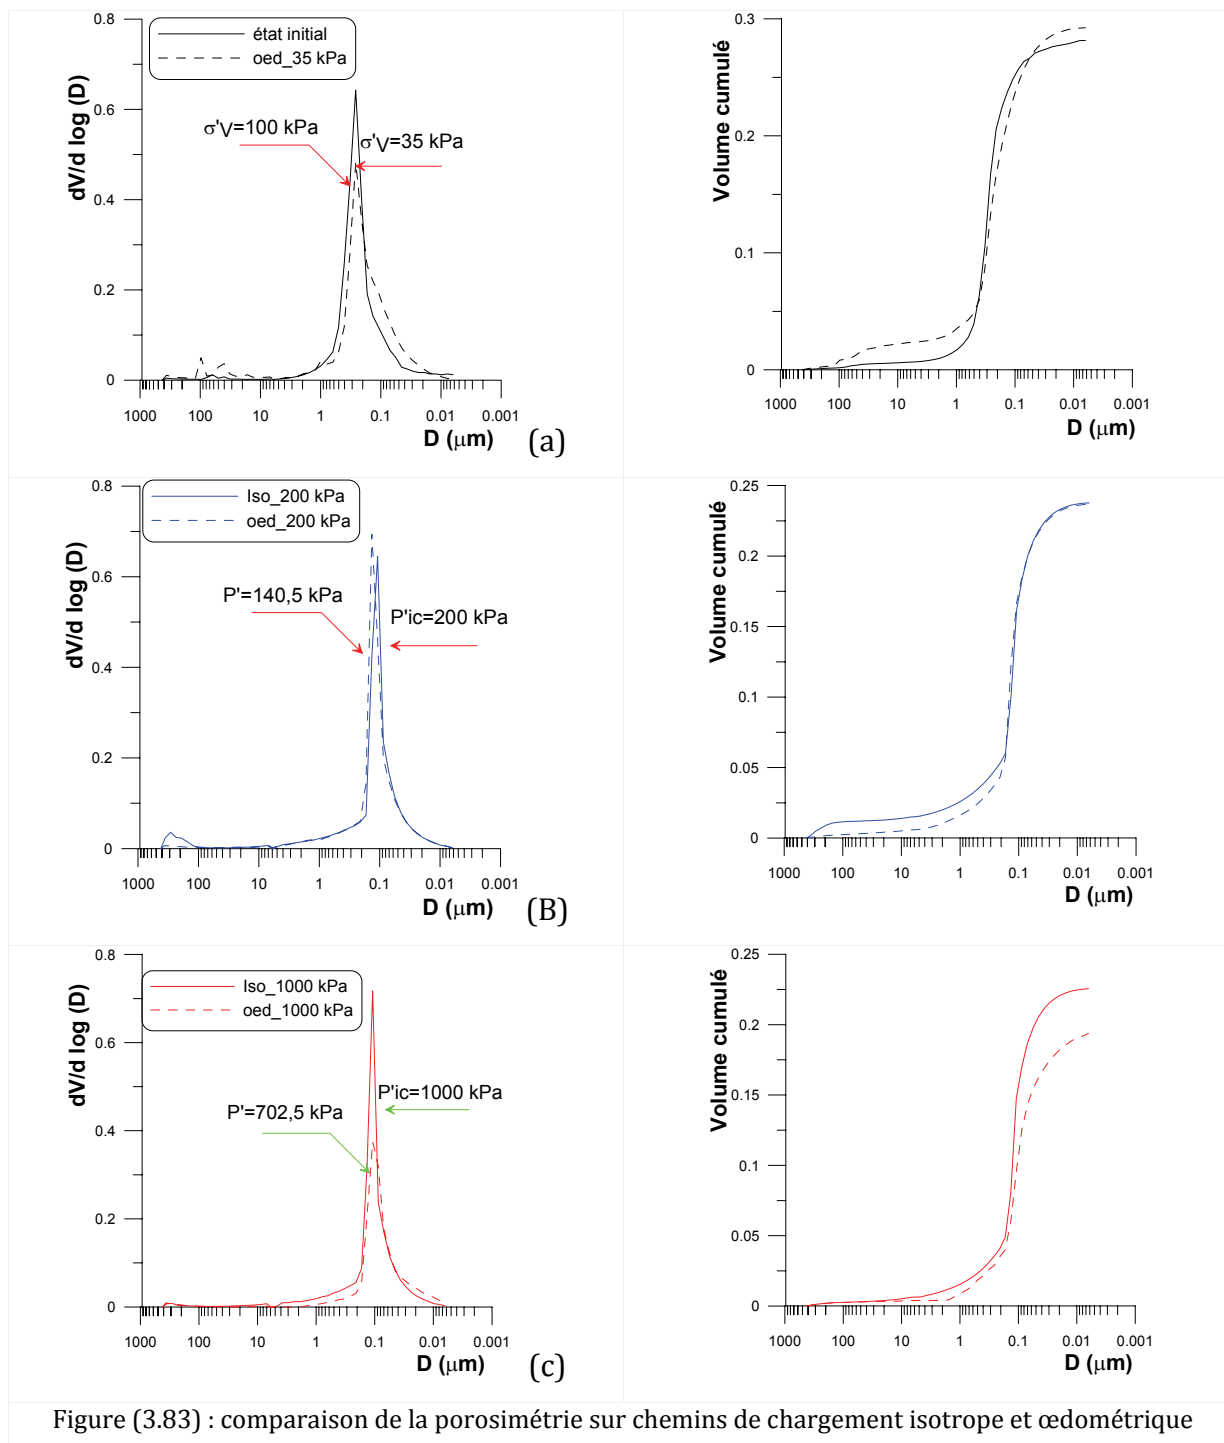 0.8
0.6
0.4
0.2
0
dV/d log (D)
état initial
oed_35 kPa
σ'V=100 kPa
σ'V=35 kPa
1000 100 10 1 0.1 0.01 0.001
D (µm)
(a)
0.3
0.2
0.1
0
Volume cumulé
1000 100 10 1 0.1 0.01 0.001
D (µm)
0.8
0.6
0.4
0.2
0
dV/d log (D)
Iso_200 kPa
oed_200 kPa
P'=140,5 kPa
P'ic=200 kPa
1000 100 10 1 0.1 0.01 0.001
D (µm)
(B)
0.25
0.2
0.15
0.1
0.05
0
Volume cumulé
1000 100 10 1 0.1 0.01 0.001
D (µm)
0.8
0.6
0.4
0.2
0
dV/d log (D)
Iso_1000 kPa
oed_1000 kPa
P'=702,5 kPa
P'ic=1000 kPa
1000 100 10 1 0.1 0.01 0.001
D (µm)
(c)
0.25
0.2
0.15
0.1
0.05
0
Volume cumulé
1000 100 10 1 0.1 0.01 0.001
D (µm)
Figure (3.83) : comparaison de la porosimétrie sur chemins de chargement isotrope et œdométrique